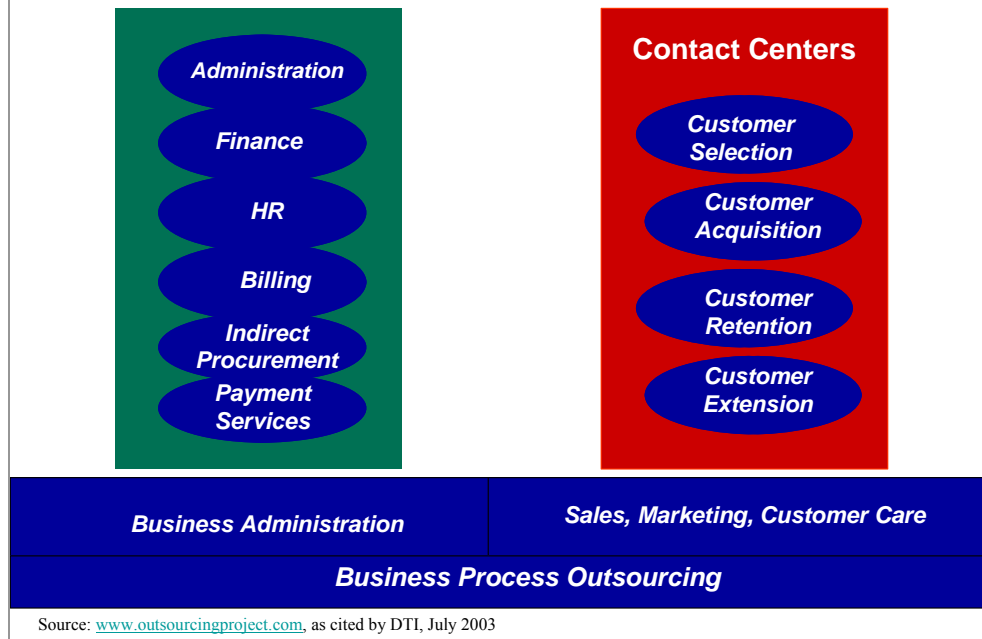 Administration
Finance
HR
Billing
Indirect
Procurement
Payment
Services
Contact Centers
Customer
Selection
Customer
Acquisition
Customer
Retention
Customer
Extension
Business Administration
Sales, Marketing, Customer Care
Business Process Outsourcing
Source: www.outsourcingproject.com, as cited by DTI, July 2003